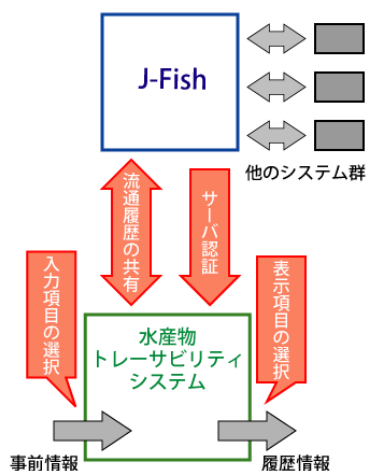 J-Fish
他のシステム群
流通履歴の共有
サーバ認証
入力項目の選択
表示項目の選択
水産物
トレーサビリティ
システム
事前情報
履歴情報